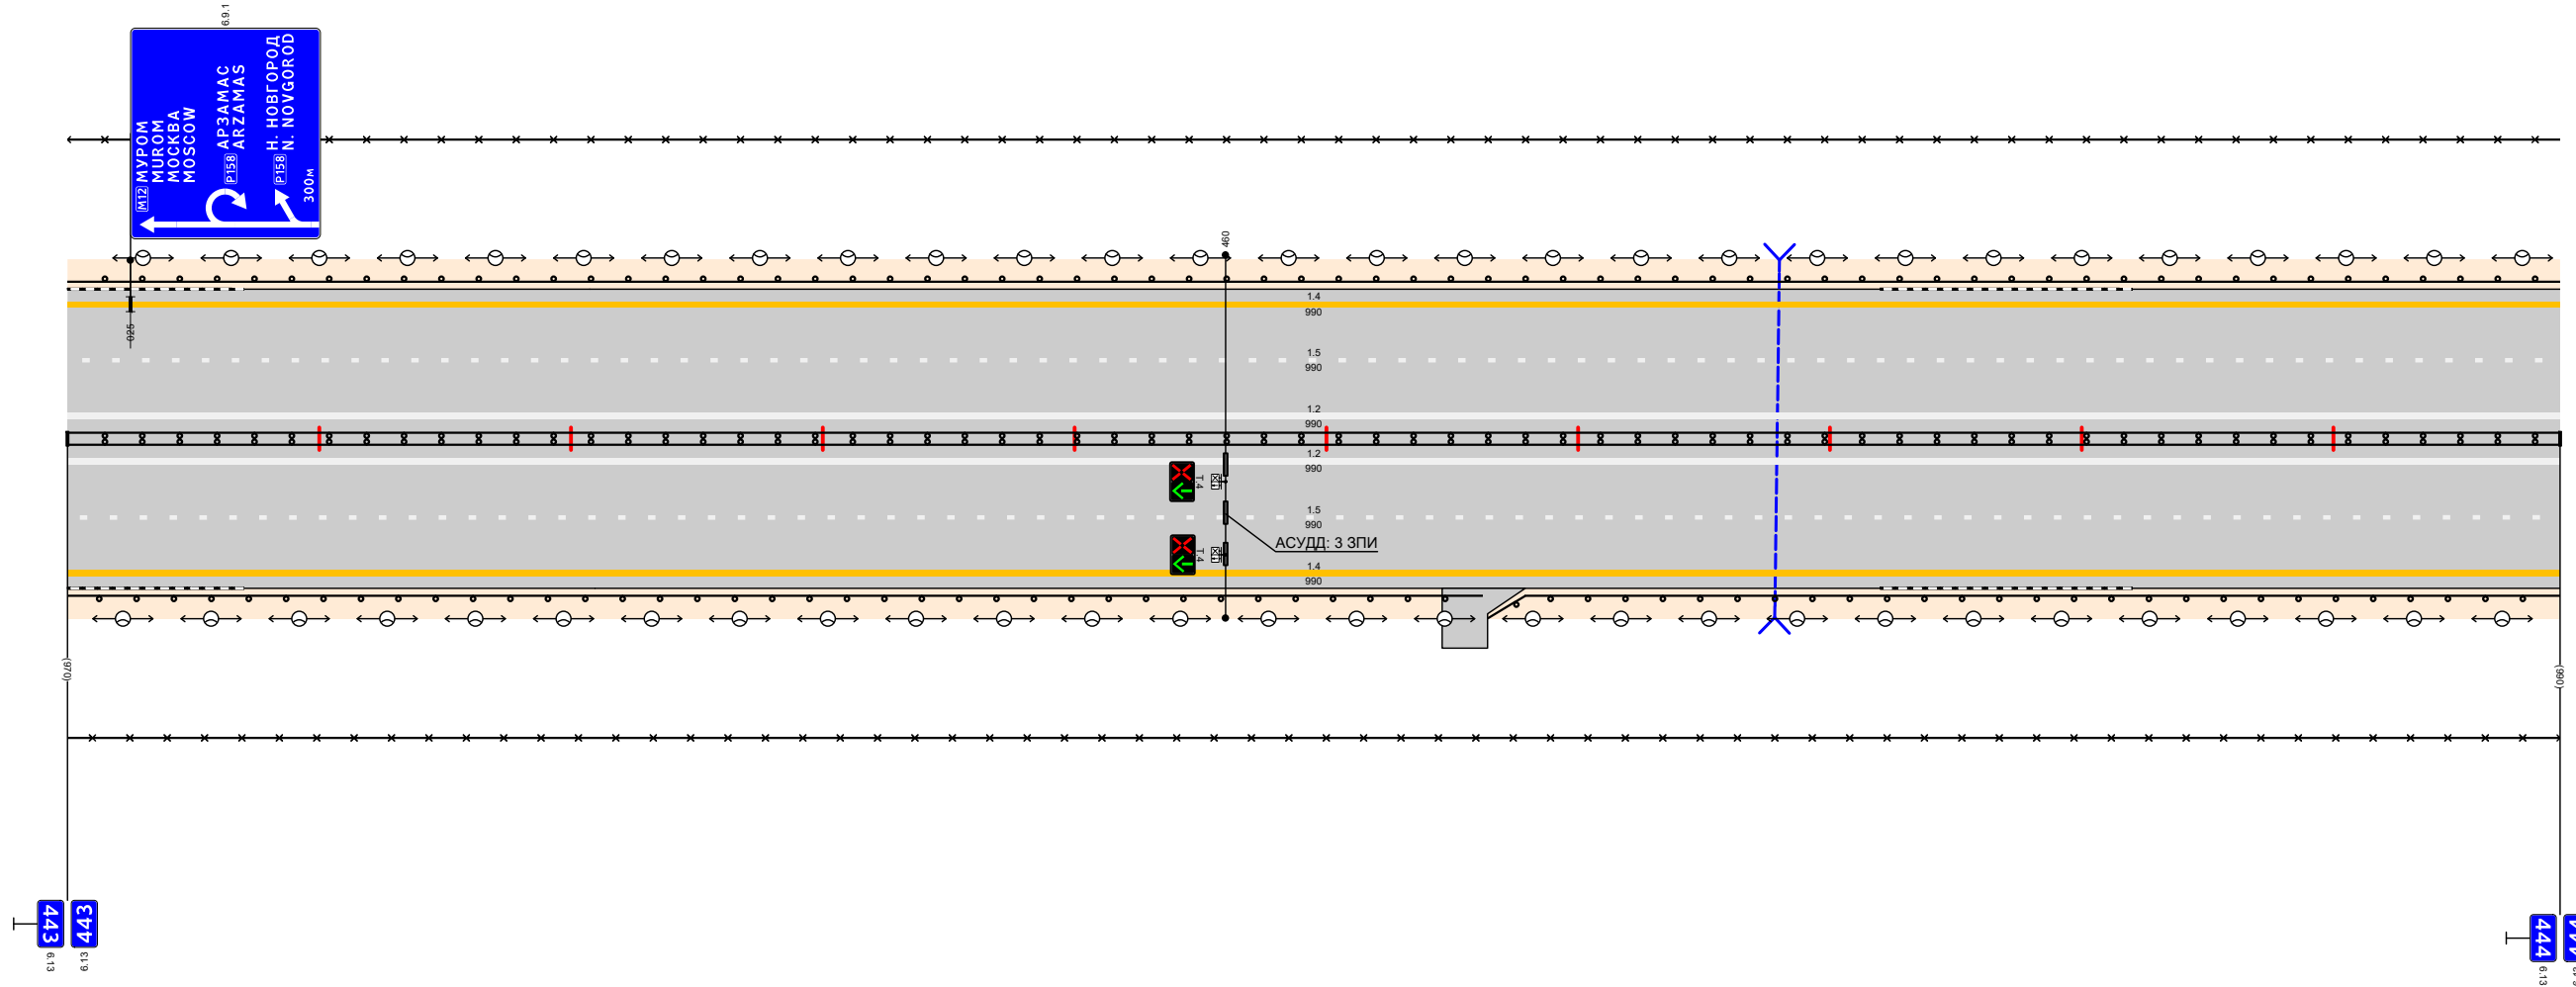 6.9.1
М12 МУРОМ
MUROM
МОСКВА
MOSCOW
Р158 АРЗАМАС
ARZAMAS
Р158 Н. НОВГОРОД
N. NOVGOROD
300м
025
460
1.4
990
1.5
990
1.2
990
1.2
990
1.5
990
1.4
990
Т.4
Т.4
АСУДД: 3 ЗПИ
(970)
(990)
443
443
6.13
6.13
444
6.13